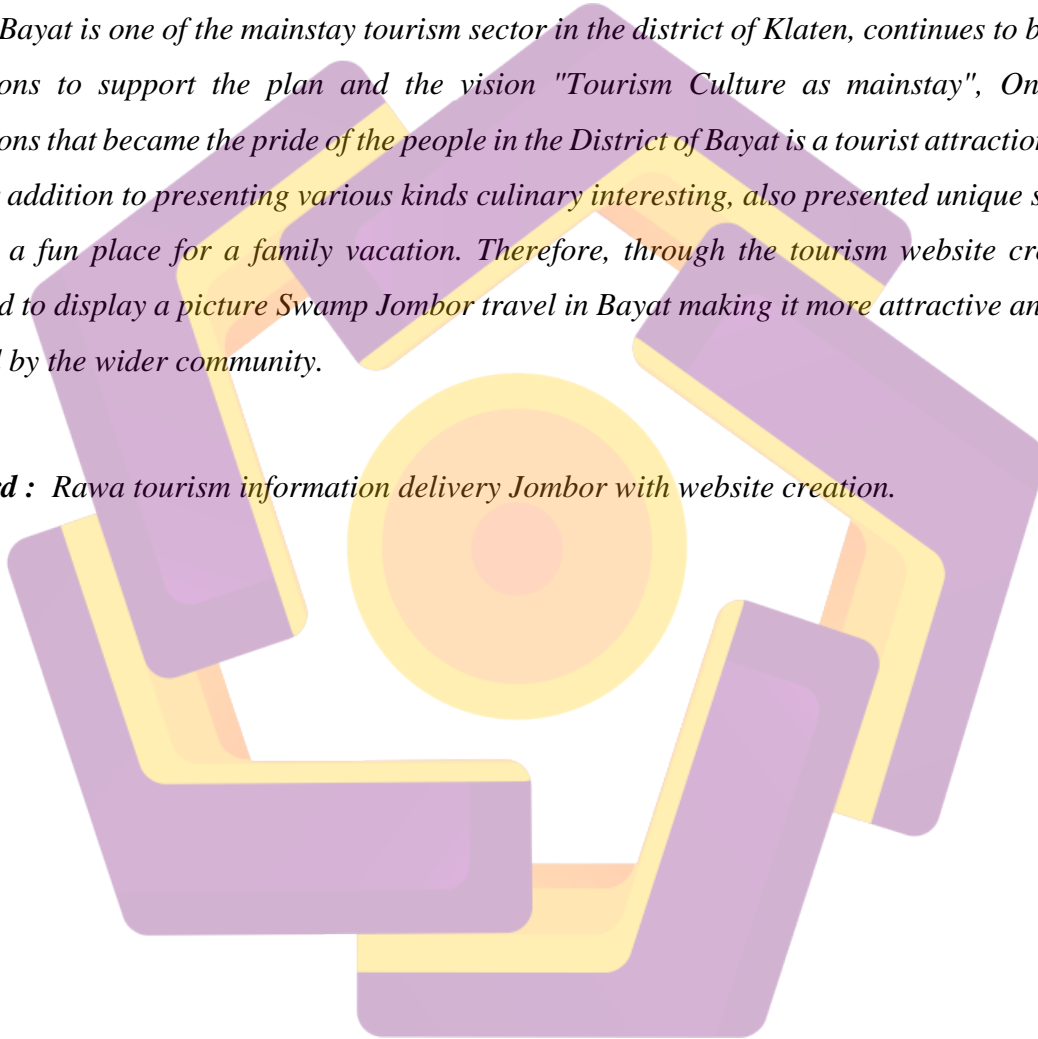 Bayat is one of the mainstay tourism sector in the district of Klaten, continues to b
ons to support the plan and the vision "Tourism Culture as mainstay", On
ons that became the pride of the people in the District of Bayat is a tourist attraction
addition to presenting various kinds culinary interesting, also presented unique s
a fun place for a family vacation. Therefore, through the tourism website cre
d to display a picture Swamp Jombor travel in Bayat making it more attractive an
by the wider community.
rd : Rawa tourism information delivery Jombor with website creation.